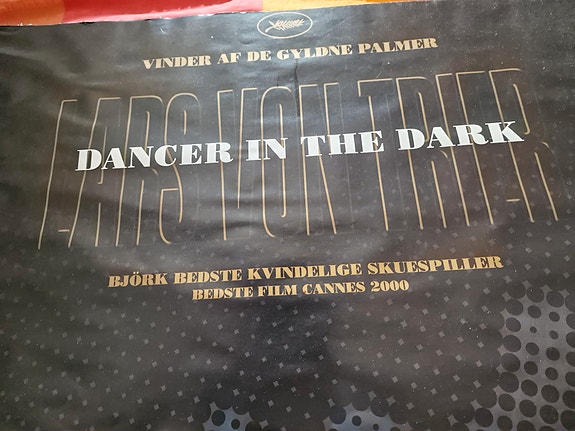 VINDER AF DE GYLDNE PALMER
LARS VON TRIER
DANCER IN THE DARK
BJÖRK BEDSTE KVINDELIGE SKUESPILLER
BEDSTE FILM CANNES 2000